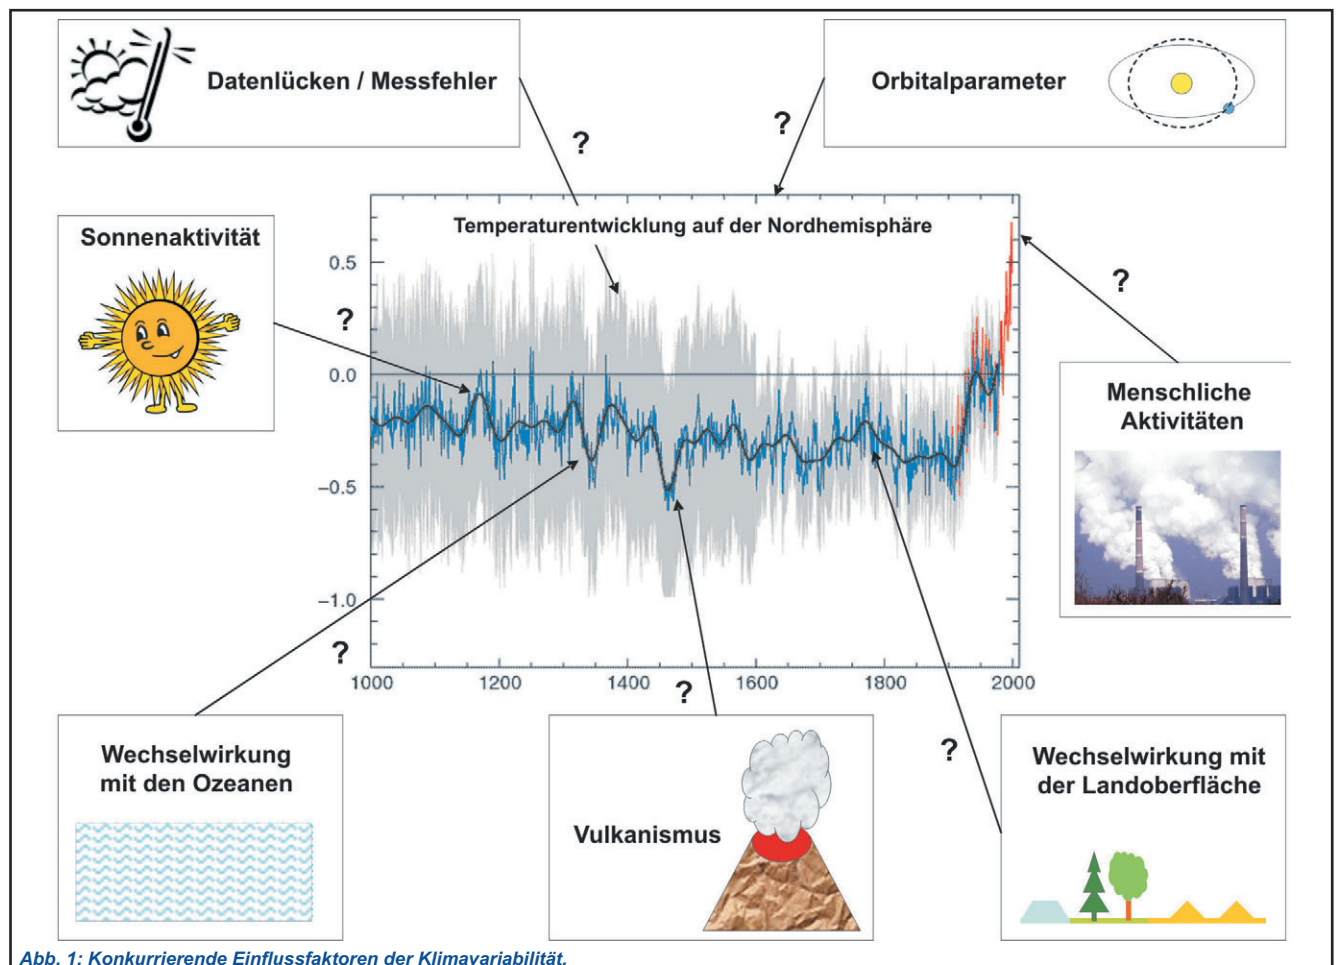 Datenlücken / Messfehler
Orbitalparameter
?
?
Temperaturentwicklung auf der Nordhemisphäre
Sonnenaktivität
?
?
Menschliche
Aktivitäten
0.5
0.0
−0.5
−1.0
1000
1200
1400
1600
1800
2000
?
?
?
Wechselwirkung
mit den Ozeanen
Vulkanismus
Wechselwirkung mit
der Landoberfläche
Abb. 1: Konkurrierende Einflussfaktoren der Klimavariabilität.